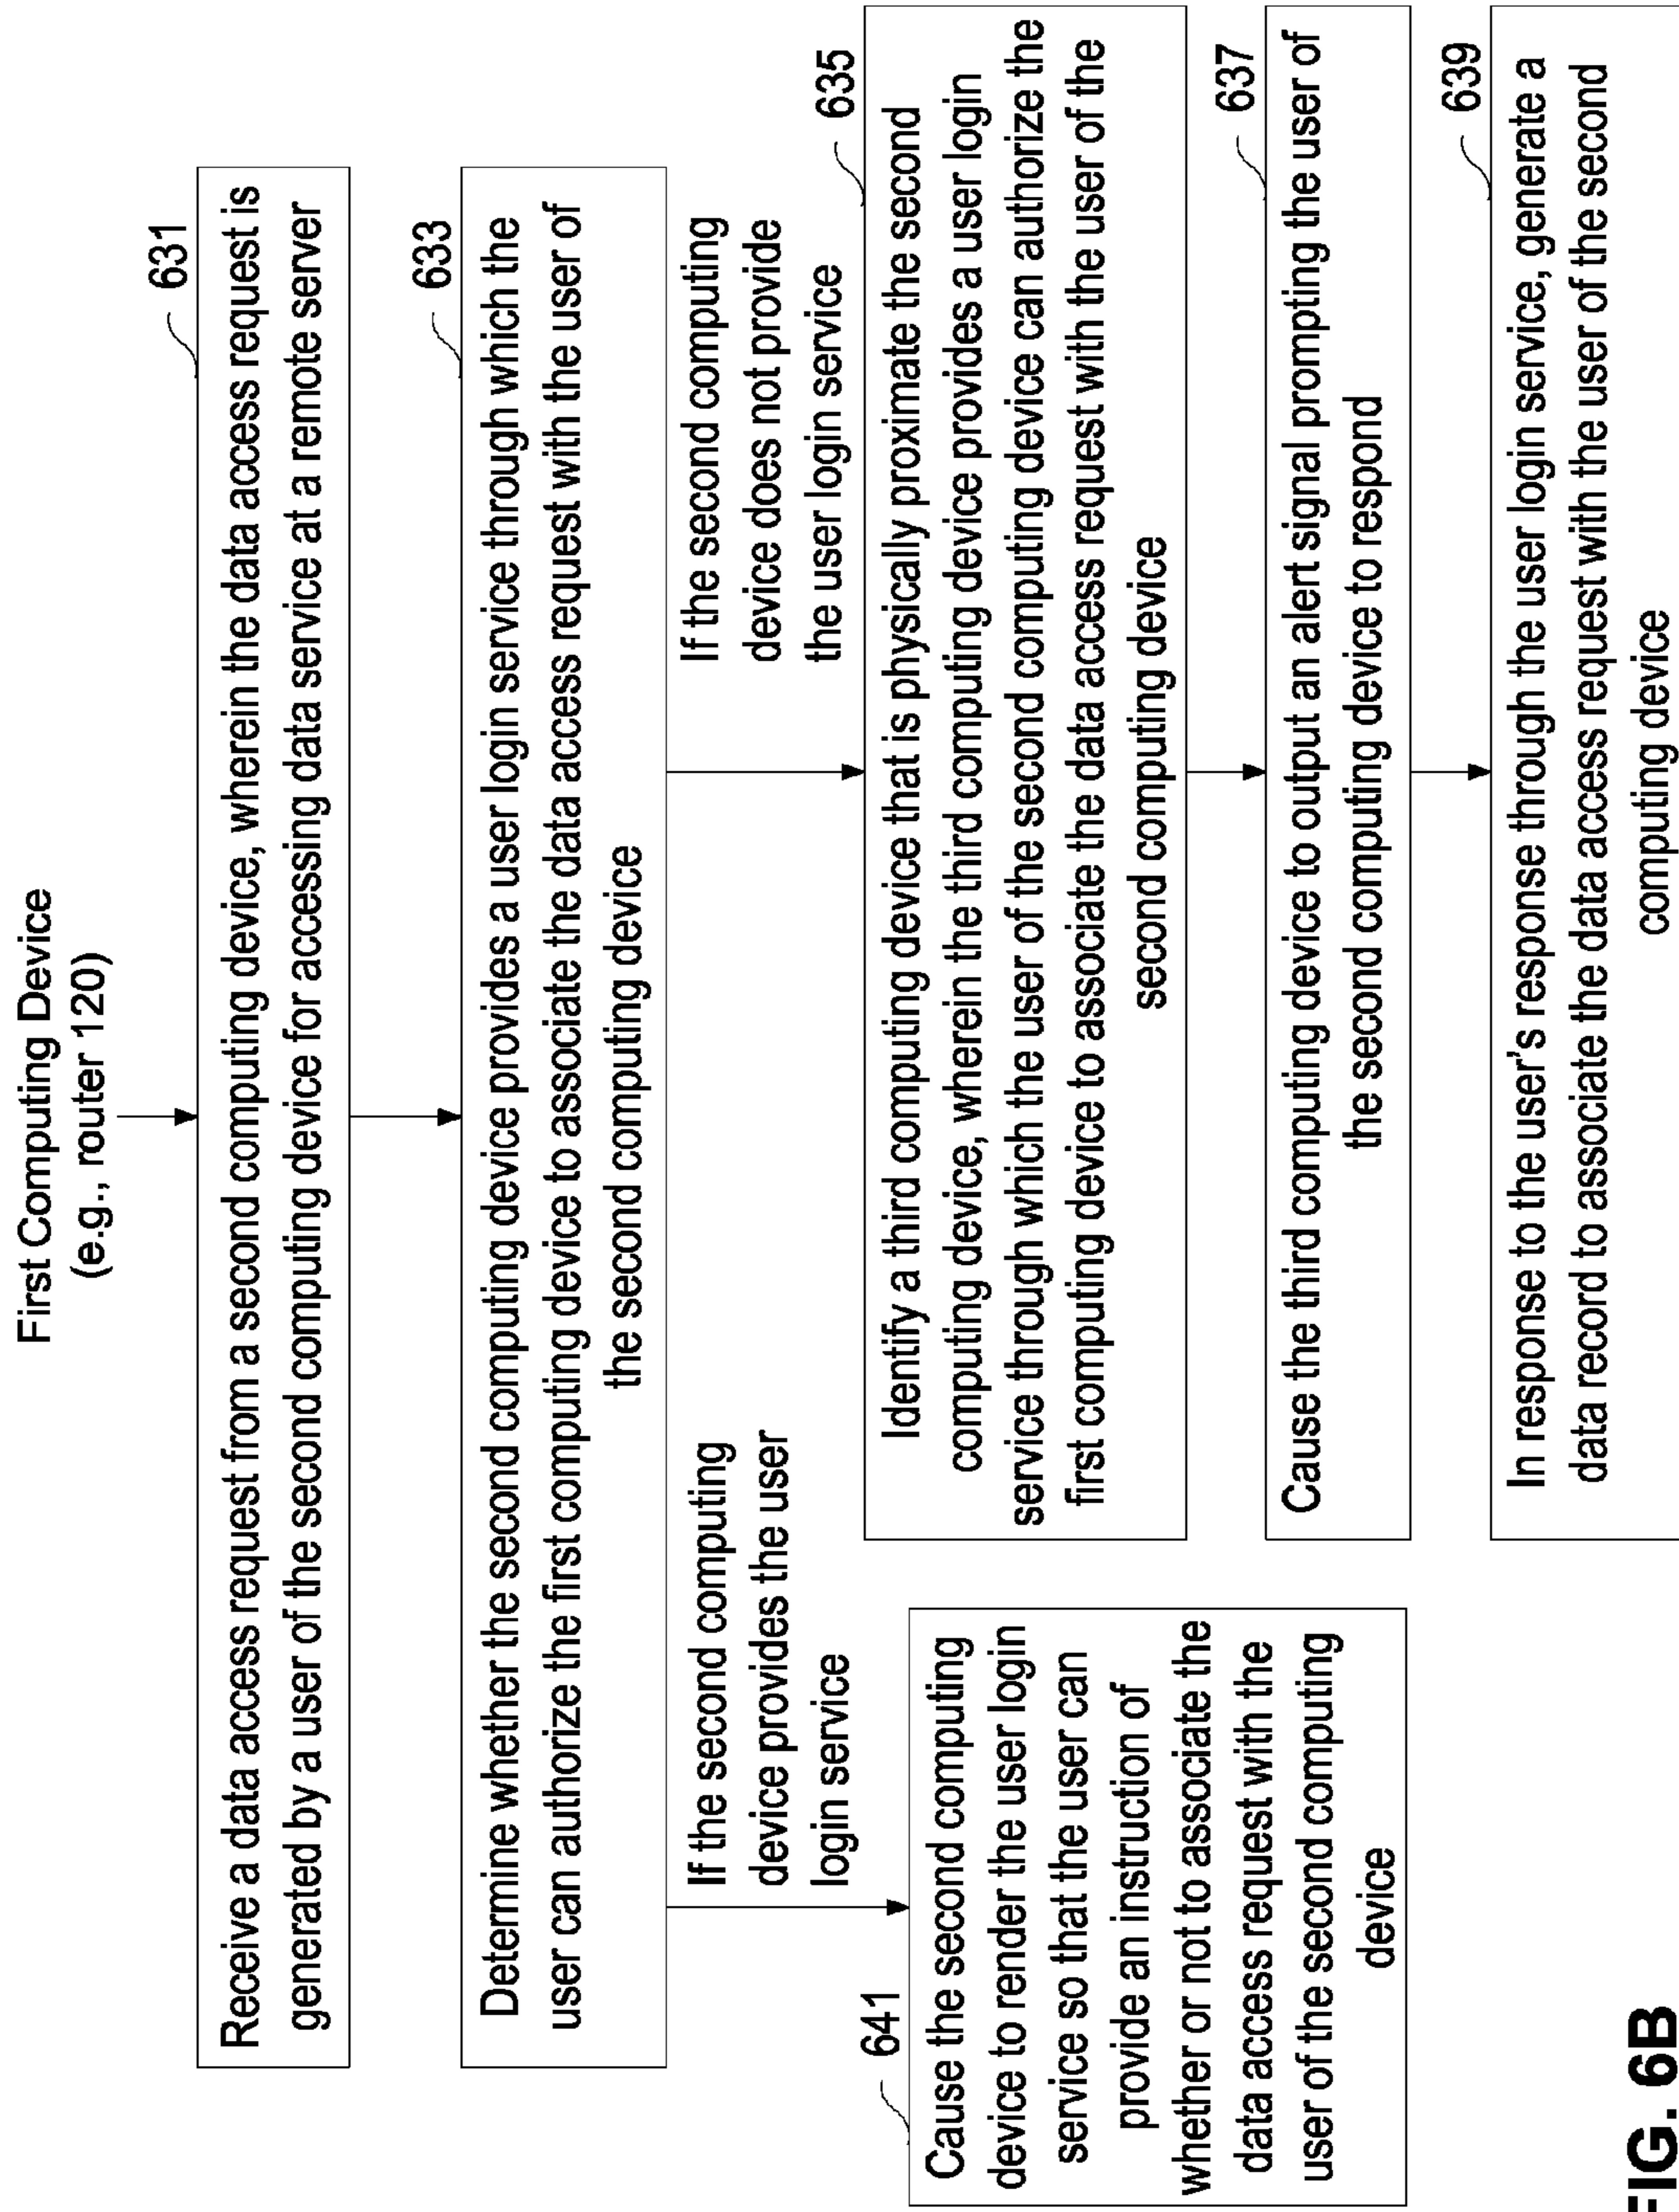 First Computing Device
(e.g., router 120)
631
Receive a data access request from a second computing device, wherein the data access request is
generated by a user of the second computing device for accessing data service at a remote server
633
Determine whether the second computing device provides a user login service through which the
user can authorize the first computing device to associate the data access request with the user of
the second computing device
If the second computing
device provides the user
login service
If the second computing
device does not provide
the user login service
641
Cause the second computing
device to render the user login
service so that the user can
provide an instruction of
whether or not to associate the
data access request with the
user of the second computing
device
635
Identify a third computing device that is physically proximate the second
computing device, wherein the third computing device provides a user login
service through which the user of the second computing device can authorize the
first computing device to associate the data access request with the user of the
second computing device
637
Cause the third computing device to output an alert signal prompting the user of
the second computing device to respond
639
In response to the user's response through the user login service, generate a
data record to associate the data access request with the user of the second
computing device
FIG. 6B